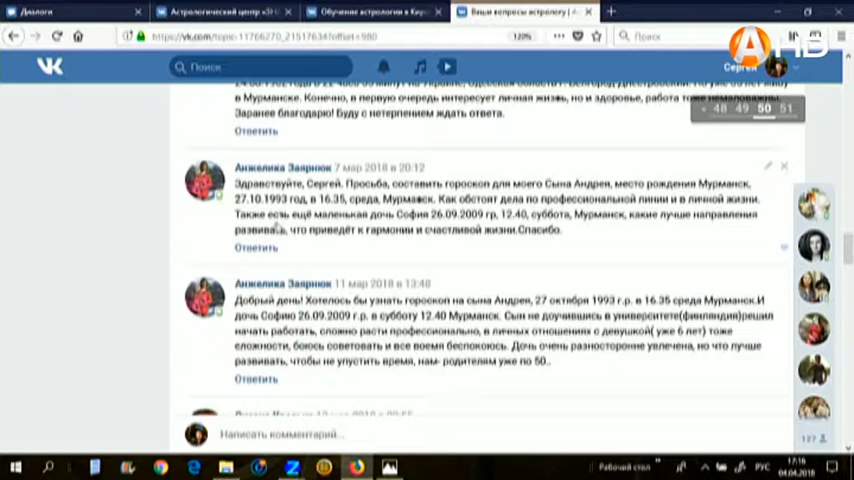 Диалоги
Астрологический центр «ЗН
Обучение астрологии в Кир
Ваши вопросы астрологу | А
https://vk.com/topic-11766270_21517634?offset=980
120%
Поиск
АНВ
Поиск
Сергей
48 49 50 51
в Мурманске. Конечно, в первую очередь интересует личная жизнь, но и здоровье, работа тоже немаловажны.
Заранее благодарю! Буду с нетерпением ждать ответа.
Ответить
Анжелика Заярнюк 7 мар 2018 в 20:12
Здравствуйте, Сергей. Просьба, составить гороскоп для моего Сына Андрея, место рождения Мурманск,
27.10.1993 год, в 16.35, среда, Мурманск. Как обстоят дела по профессиональной линии и в личной жизни.
Также есть ещё маленькая дочь София 26.09.2009 гр, 12.40, суббота, Мурманск, какие лучше направления
развивать, что приведёт к гармонии и счастливой жизни.Спасибо.
Ответить
Анжелика Заярнюк 11 мар 2018 в 13:48
Добрый день! Хотелось бы узнать гороскоп на сына Андрея, 27 октября 1993 г.р. в 16.35 среда Мурманск.И
дочь Софию 26.09.2009 г.р. в субботу 12.40 Мурманск. Сын не доучившись в университете(финляндия)решил
начать работать, сложно расти профессионально, в личных отношениях с девушкой( уже 6 лет) тоже
сложности, боюсь советовать и все время беспокоюсь. Дочь очень разносторонне увлечена, но что лучше
развивать, чтобы не упустить время, нам- родителям уже по 50..
Ответить
Написать комментарий...
137
Рабочий стол
РУС
17:16
04.04.2018